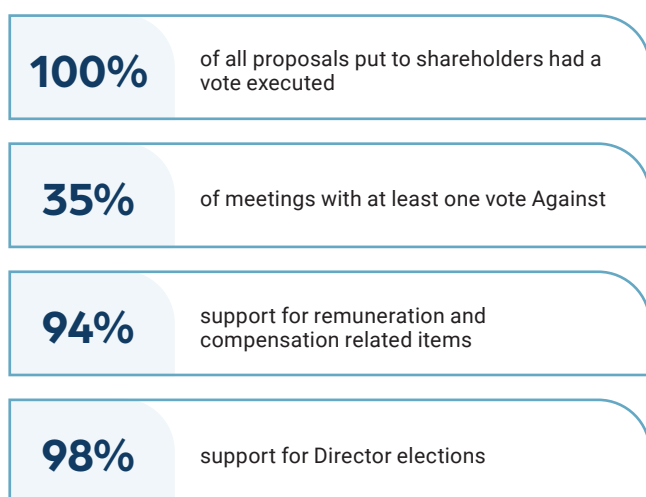 100%
of all proposals put to shareholders had a
vote executed
35%
of meetings with at least one vote Against
94%
support for remuneration and
compensation related items
98%
support for Director elections